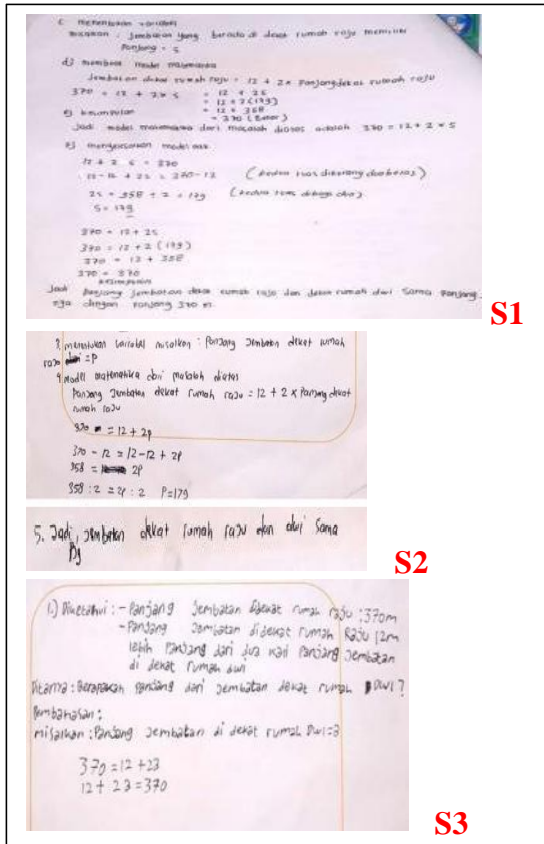 c. menentukan variabel
misalkan : jembatan yang berada di dekat rumah raju memiliki
Panjang = s
d) membuat model matematika
Jembatan dekat rumah raju = 12 + 2x Panjang dekat rumah raju
370 = 12 + 2 x s = 12 + 2s
= 12 + 2 (179)
= 12 + 358
= 370 (Benar)
e) kesimpulan
Jadi model matematika dari masalah diatas adalah 370 = 12 + 2 x s
12 + 2 s = 370
12 - 12 + 2s = 370 - 12 (kedua ruas dikurang dua belas)
2s = 358 ÷ 2 = 179 (kedua ruas dibagi dua)
s = 179
370 = 12 + 2s
370 = 12 + 2 (179)
370 = 12 + 358
370 = 370
kesimpulan
Jadi Panjang jembatan dekat rumah raju dan dekat rumah dwi sama panjang
nya dengan Panjang 370 m.
S1
3. menentukan variabel misalkan : Panjang jembatan dekat rumah
raju = P
4. Model matematika dari masalah diatas
Panjang jembatan dekat rumah raju = 12 + 2 x Panjang dekat
rumah raju
370 = 12 + 2p
370 - 12 = 12 - 12 + 2p
358 = 2p
358 : 2 = 2p : 2 P = 179
5. Jadi, jembatan dekat rumah raju dan dwi sama
S2
1.) Diketahui : - Panjang jembatan didekat rumah raju : 370m
- Panjang jembatan didekat rumah Raju 12m
lebih Panjang dari dua kali Panjang jembatan
di dekat rumah dwi
Ditanya : Berapakah Panjang dari jembatan dekat rumah Dwi ?
Pembahasan :
misalkan : Panjang jembatan di dekat rumah Dwi = a
370 = 12 + 2a
12 + 2a = 370
S3